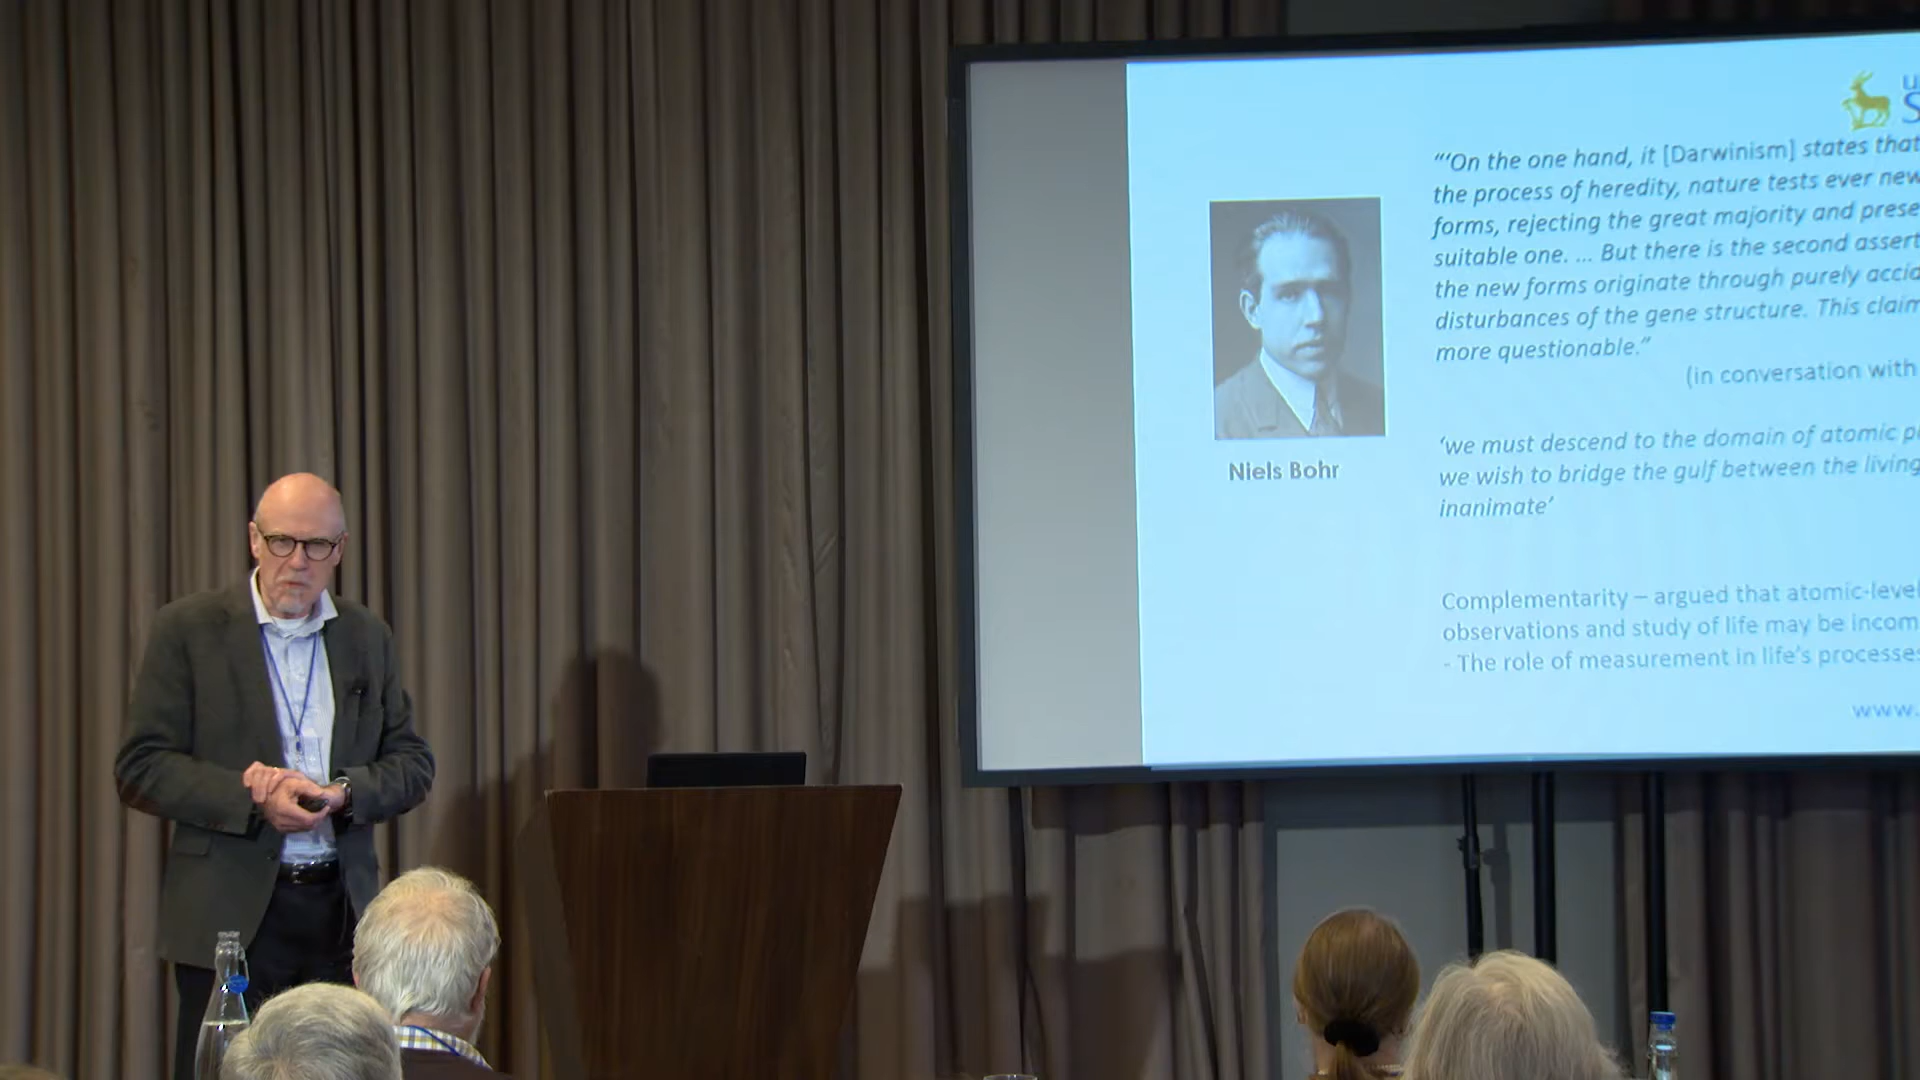 “‘On the one hand, it [Darwinism] states that
the process of heredity, nature tests ever new
forms, rejecting the great majority and
suitable one. ... But there is the second
the new forms originate through purely
disturbances of the gene structure. This claim
more questionable.”
(in conversation with
‘we must descend to the domain of atomic
we wish to bridge the gulf between the living
inanimate’
Niels Bohr
Complementarity – argued that atomic-level
observations and study of life may be
- The role of measurement in life’s processes
www.